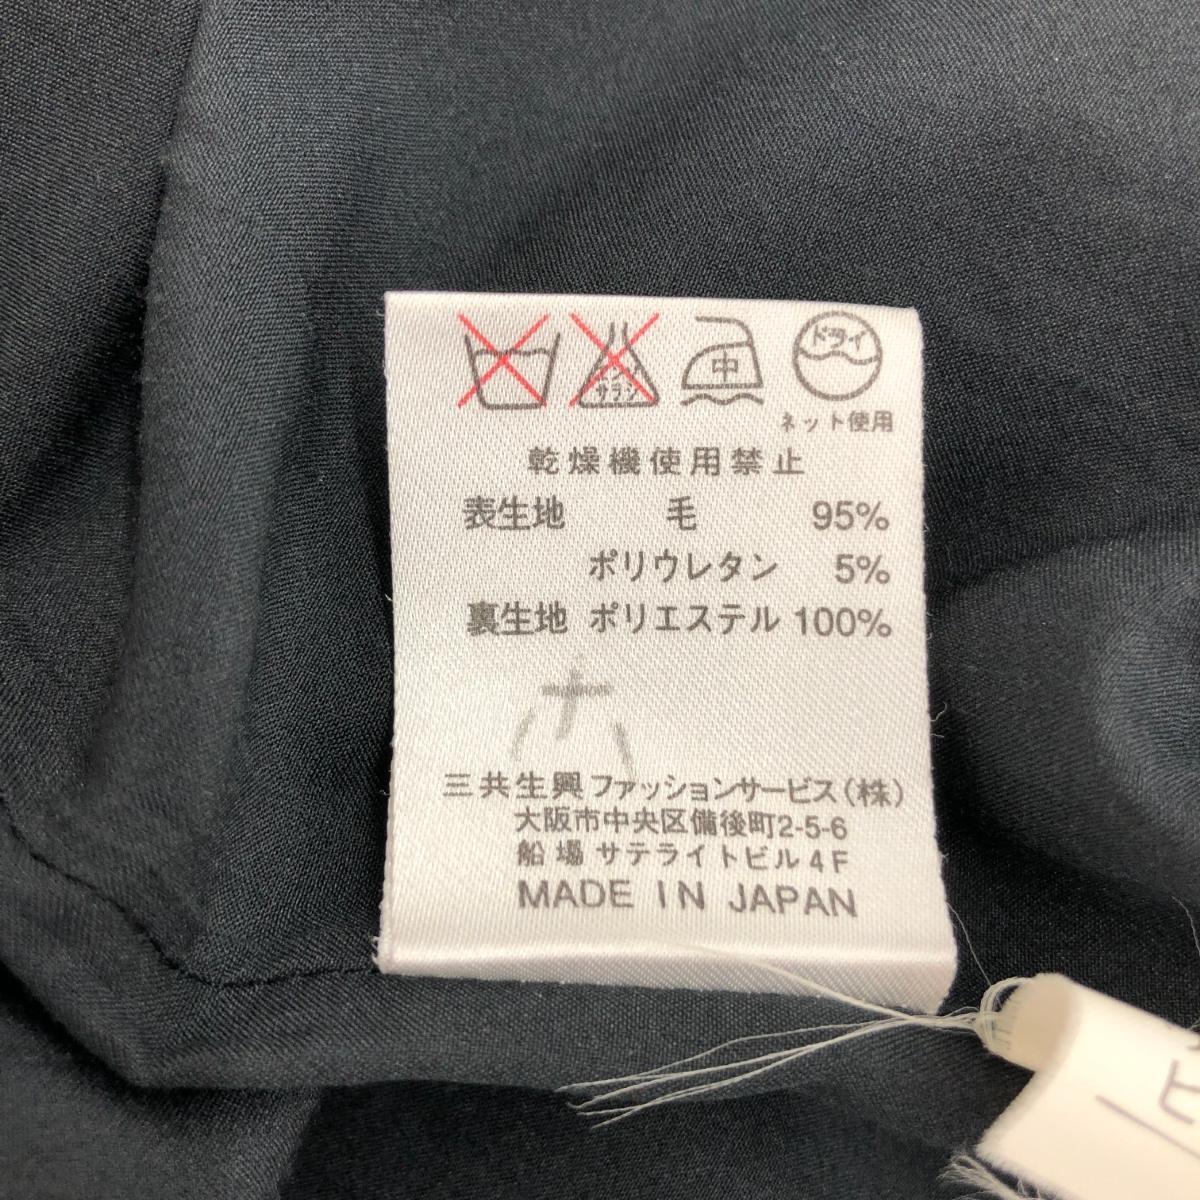 エンソ
サラシ
中
ドライ
ネット使用
乾燥機使用禁止
表生地 毛 95%
ポリウレタン 5%
裏生地 ポリエステル 100%
三共生興ファッションサービス(株)
大阪市中央区備後町2-5-6
船場サテライトビル4F
MADE IN JAPAN